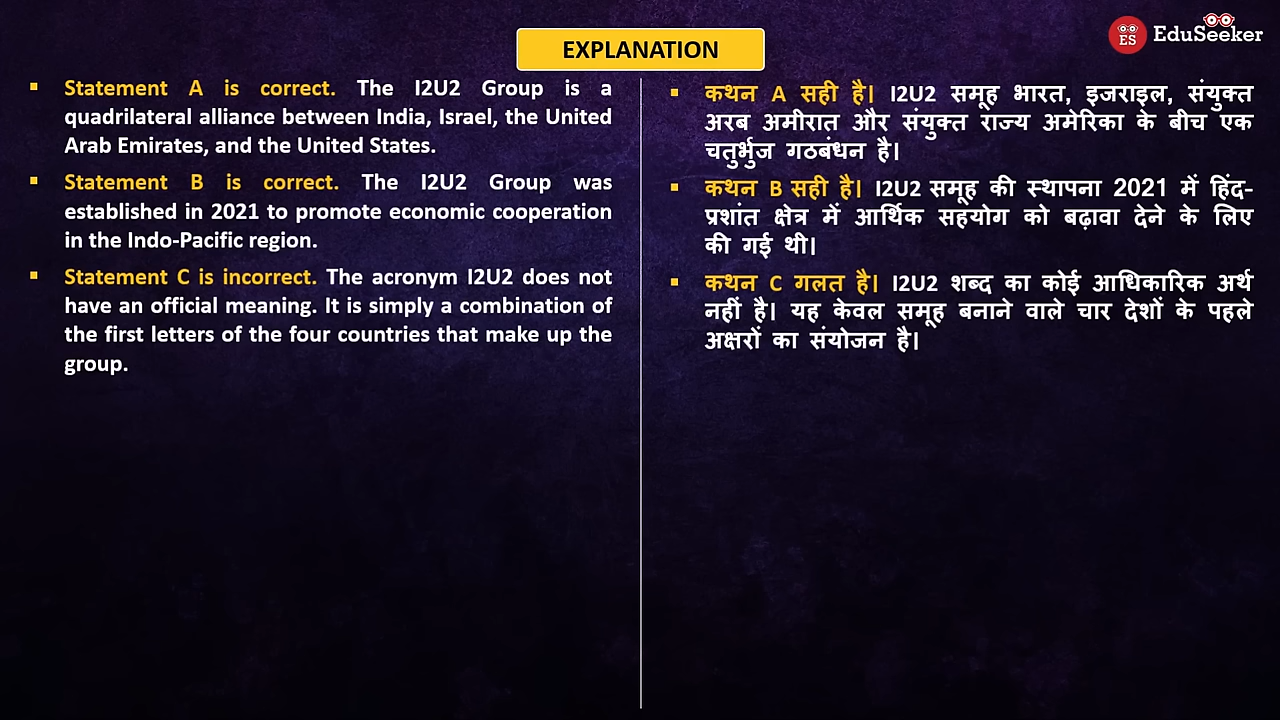 EXPLANATION
ES
EduSeeker
▪ Statement A is correct. The I2U2 Group is a
quadrilateral alliance between India, Israel, the United
Arab Emirates, and the United States.
▪ Statement B is correct. The I2U2 Group was
established in 2021 to promote economic cooperation
in the Indo-Pacific region.
▪ Statement C is incorrect. The acronym I2U2 does not
have an official meaning. It is simply a combination of
the first letters of the four countries that make up the
group.
▪ कथन A सही है। I2U2 समूह भारत, इजराइल, संयुक्त
अरब अमीरात और संयुक्त राज्य अमेरिका के बीच एक
चतुर्भुज गठबंधन है।
▪ कथन B सही है। I2U2 समूह की स्थापना 2021 में हिंद-
प्रशांत क्षेत्र में आर्थिक सहयोग को बढ़ावा देने के लिए
की गई थी।
▪ कथन C गलत है। I2U2 शब्द का कोई आधिकारिक अर्थ
नहीं है। यह केवल समूह बनाने वाले चार देशों के पहले
अक्षरों का संयोजन है।